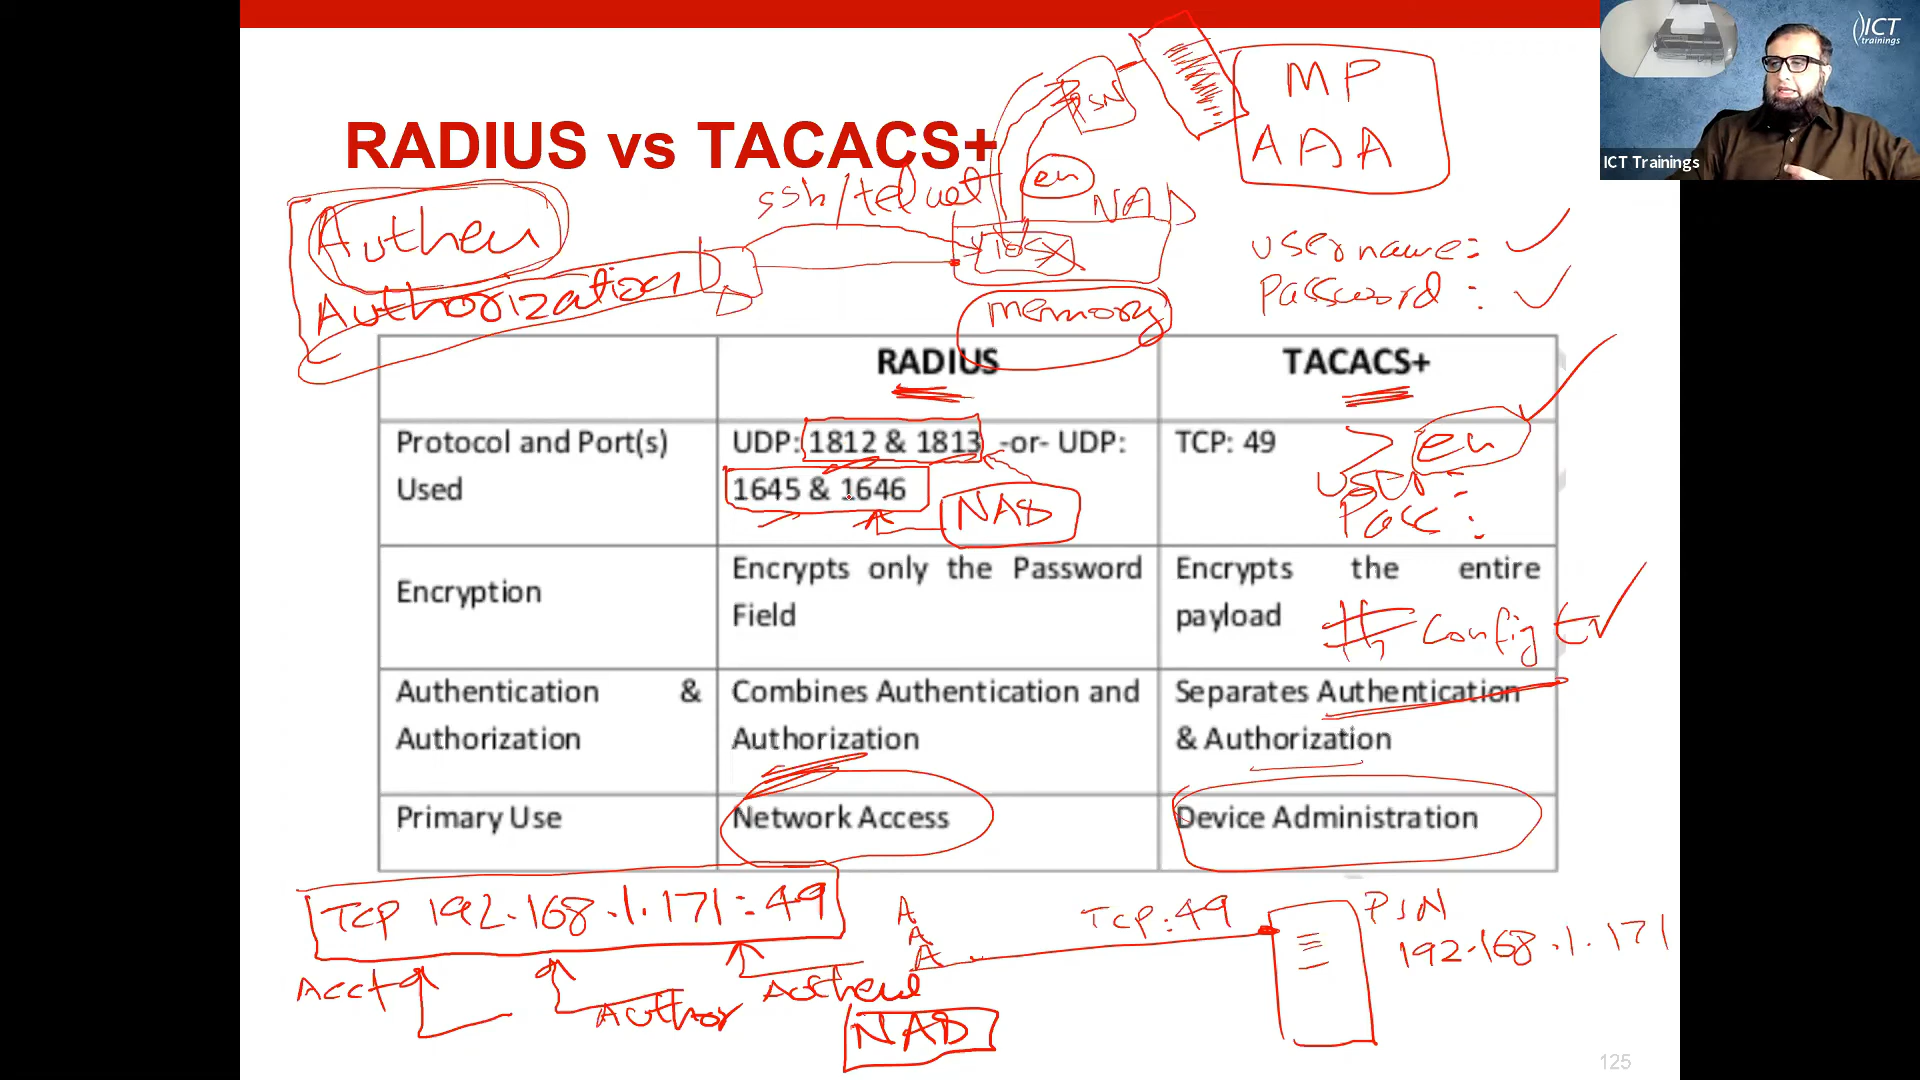 ICT
trainings
ICT Trainings
RADIUS vs TACACS+
PSN
MP
AAA
ssh/telnet
en
NAD
Authen
Authorization
IOS
memory
username:
Password:
RADIUS
TACACS+
Protocol and Port(s)
Used
UDP: 1812 & 1813 -or- UDP:
1645 & 1646
NAD
TCP: 49
> en
user:
Pass:
Encryption
Encrypts only the Password
Field
Encrypts the entire
payload
# Config t
Authentication &
Authorization
Combines Authentication and
Authorization
Separates Authentication
& Authorization
Primary Use
Network Access
Device Administration
TCP 192.168.1.171:49
Acct
Author
Authen
NAD
A
A
A
TCP:49
PSN
192.168.1.171
125